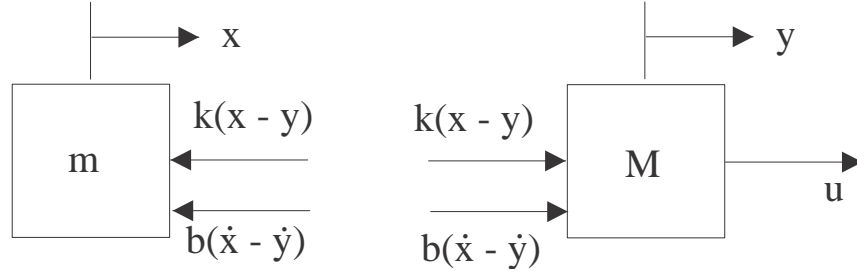 x
y
k(x - y)
k(x - y)
m
M
u
b(ẋ - ẏ)
b(ẋ - ẏ)